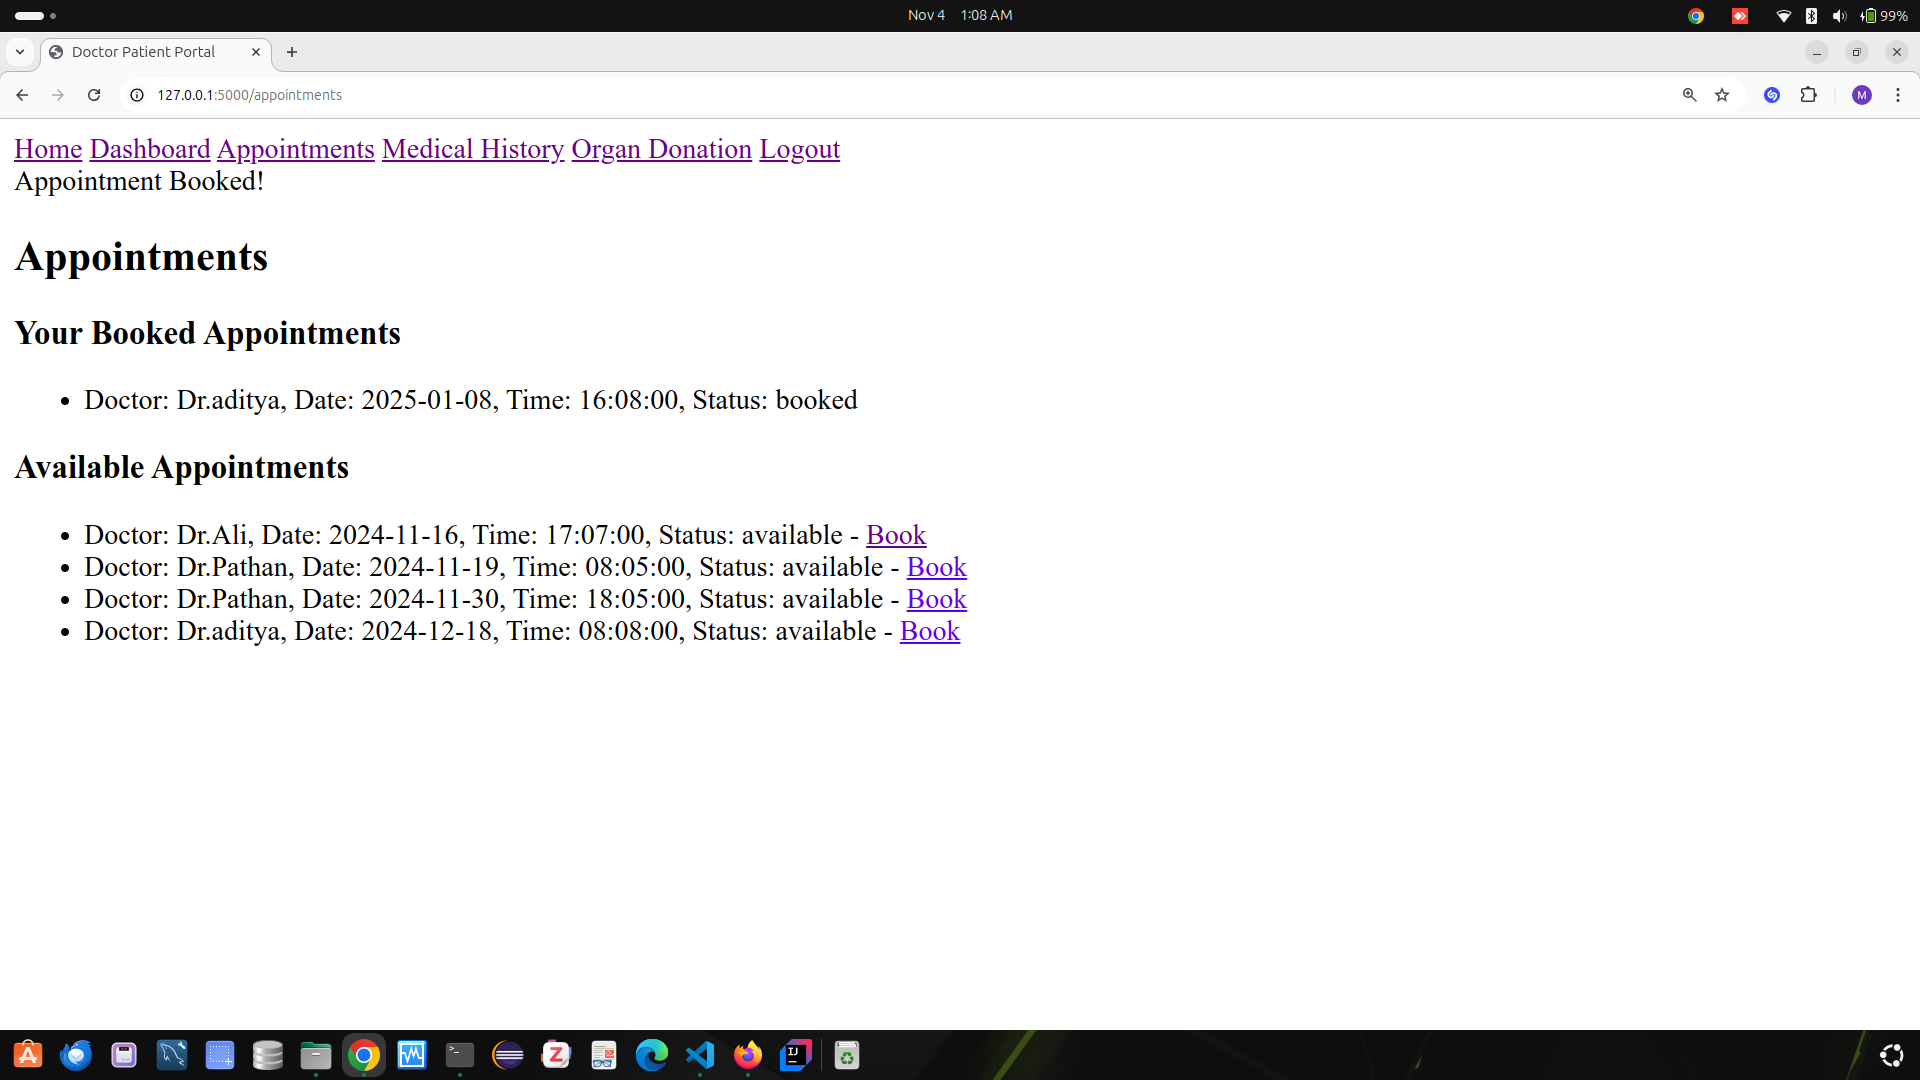 Nov 4 1:08 AM
99%
Doctor Patient Portal
127.0.0.1:5000/appointments
M
Home Dashboard Appointments Medical History Organ Donation Logout
Appointment Booked!
Appointments
Your Booked Appointments
Doctor: Dr.aditya, Date: 2025-01-08, Time: 16:08:00, Status: booked
Available Appointments
Doctor: Dr.Ali, Date: 2024-11-16, Time: 17:07:00, Status: available - Book
Doctor: Dr.Pathan, Date: 2024-11-19, Time: 08:05:00, Status: available - Book
Doctor: Dr.Pathan, Date: 2024-11-30, Time: 18:05:00, Status: available - Book
Doctor: Dr.aditya, Date: 2024-12-18, Time: 08:08:00, Status: available - Book